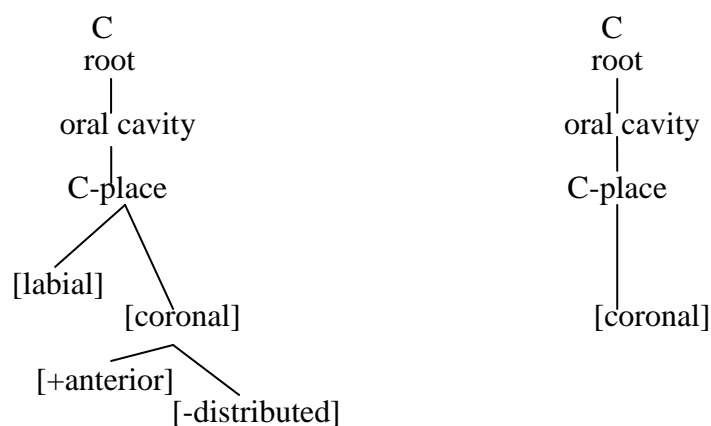 C C
root root
oral cavity oral cavity
C-place C-place
[labial]
[coronal] [coronal]
[+anterior]
[-distributed]